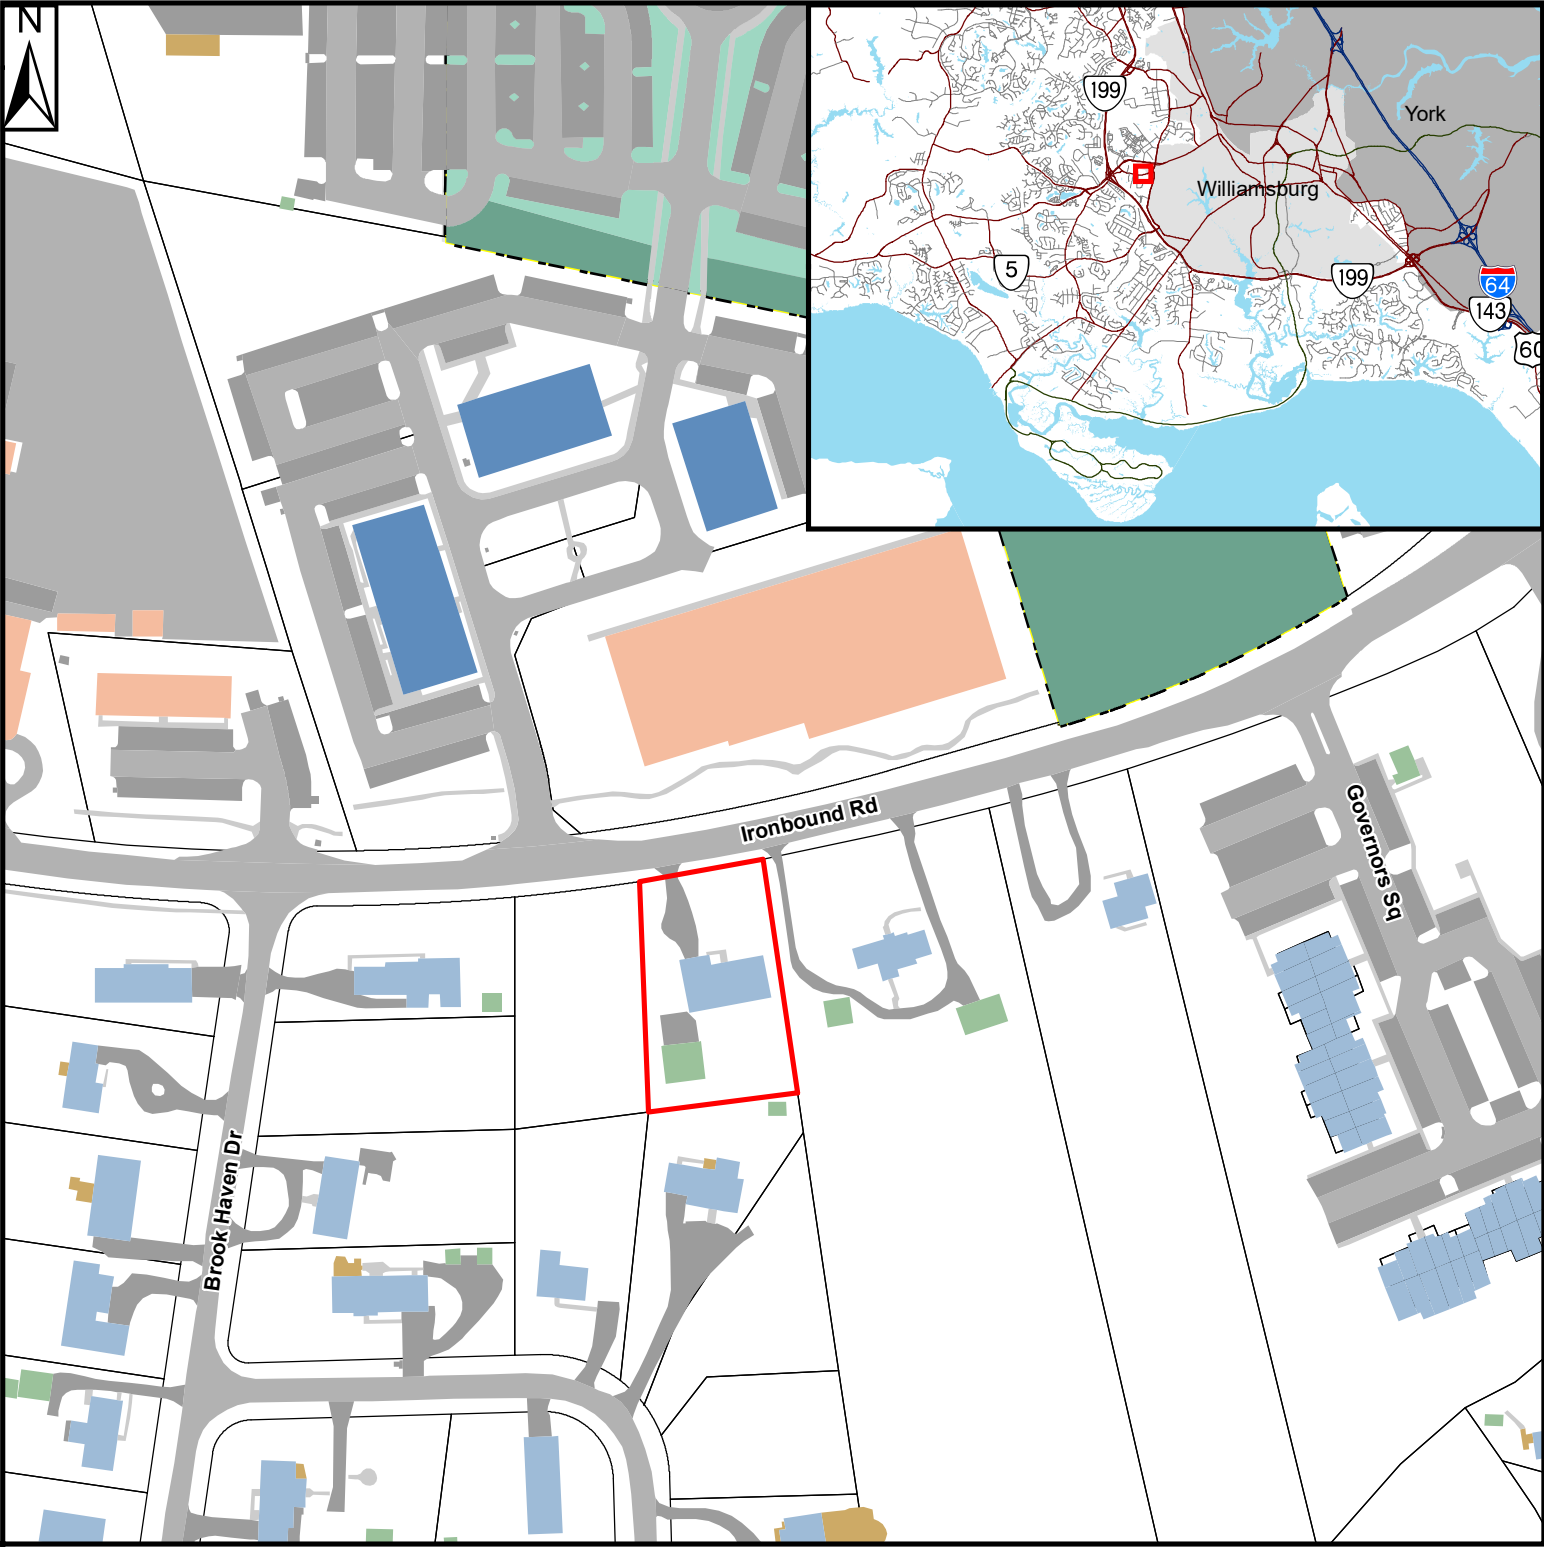 N
199
York
Williamsburg
5
199
64
143
60
Ironbound Rd
Governors Sq
Brook Haven Dr